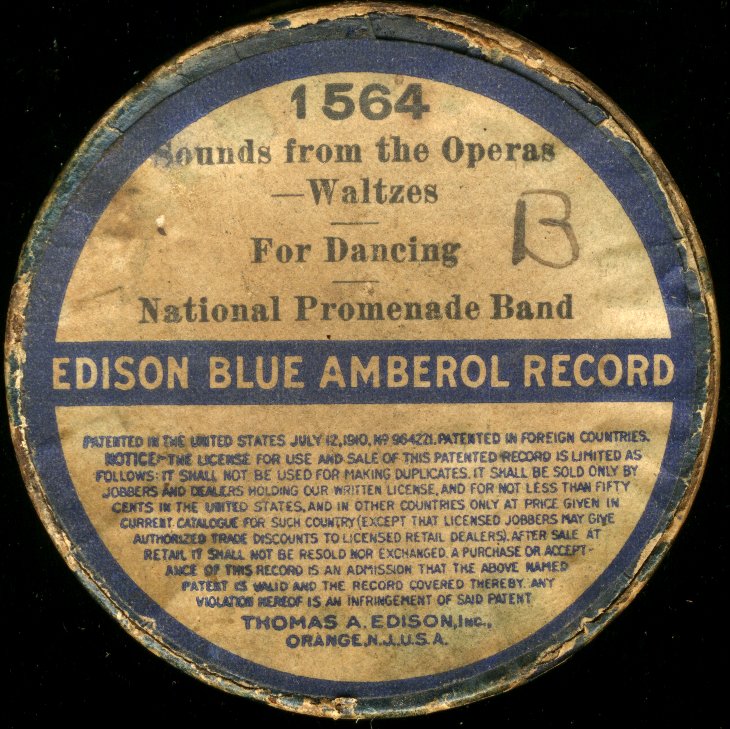 1564
Sounds from the Operas
—Waltzes
B
For Dancing
National Promenade Band
EDISON BLUE AMBEROL RECORD
PATENTED IN THE UNITED STATES JULY 12, 1910, Nº 964221. PATENTED IN FOREIGN COUNTRIES.
NOTICE:- THE LICENSE FOR USE AND SALE OF THIS PATENTED RECORD IS LIMITED AS
FOLLOWS: IT SHALL NOT BE USED FOR MAKING DUPLICATES. IT SHALL BE SOLD ONLY BY
JOBBERS AND DEALERS HOLDING OUR WRITTEN LICENSE, AND FOR NOT LESS THAN FIFTY
CENTS IN THE UNITED STATES, AND IN OTHER COUNTRIES ONLY AT PRICE GIVEN IN
CURRENT CATALOGUE FOR SUCH COUNTRY (EXCEPT THAT LICENSED JOBBERS MAY GIVE
AUTHORIZED TRADE DISCOUNTS TO LICENSED RETAIL DEALERS). AFTER SALE AT
RETAIL IT SHALL NOT BE RESOLD NOR EXCHANGED. A PURCHASE OR ACCEPT-
ANCE OF THIS RECORD IS AN ADMISSION THAT THE ABOVE NAMED
PATENT IS VALID AND THE RECORD COVERED THEREBY. ANY
VIOLATION HEREOF IS AN INFRINGEMENT OF SAID PATENT
THOMAS A. EDISON, INC.,
ORANGE, N.J., U.S.A.